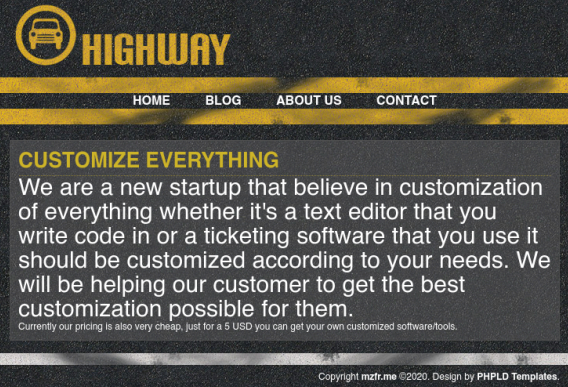 HIGHWAY
HOME BLOG ABOUT US CONTACT
CUSTOMIZE EVERYTHING
We are a new startup that believe in customization
of everything whether it's a text editor that you
write code in or a ticketing software that you use it
should be customized according to your needs. We
will be helping our customer to get the best
customization possible for them.
Currently our pricing is also very cheap, just for a 5 USD you can get your own customized software/tools.
Copyright mzfr.me ©2020. Design by PHPLD Templates.